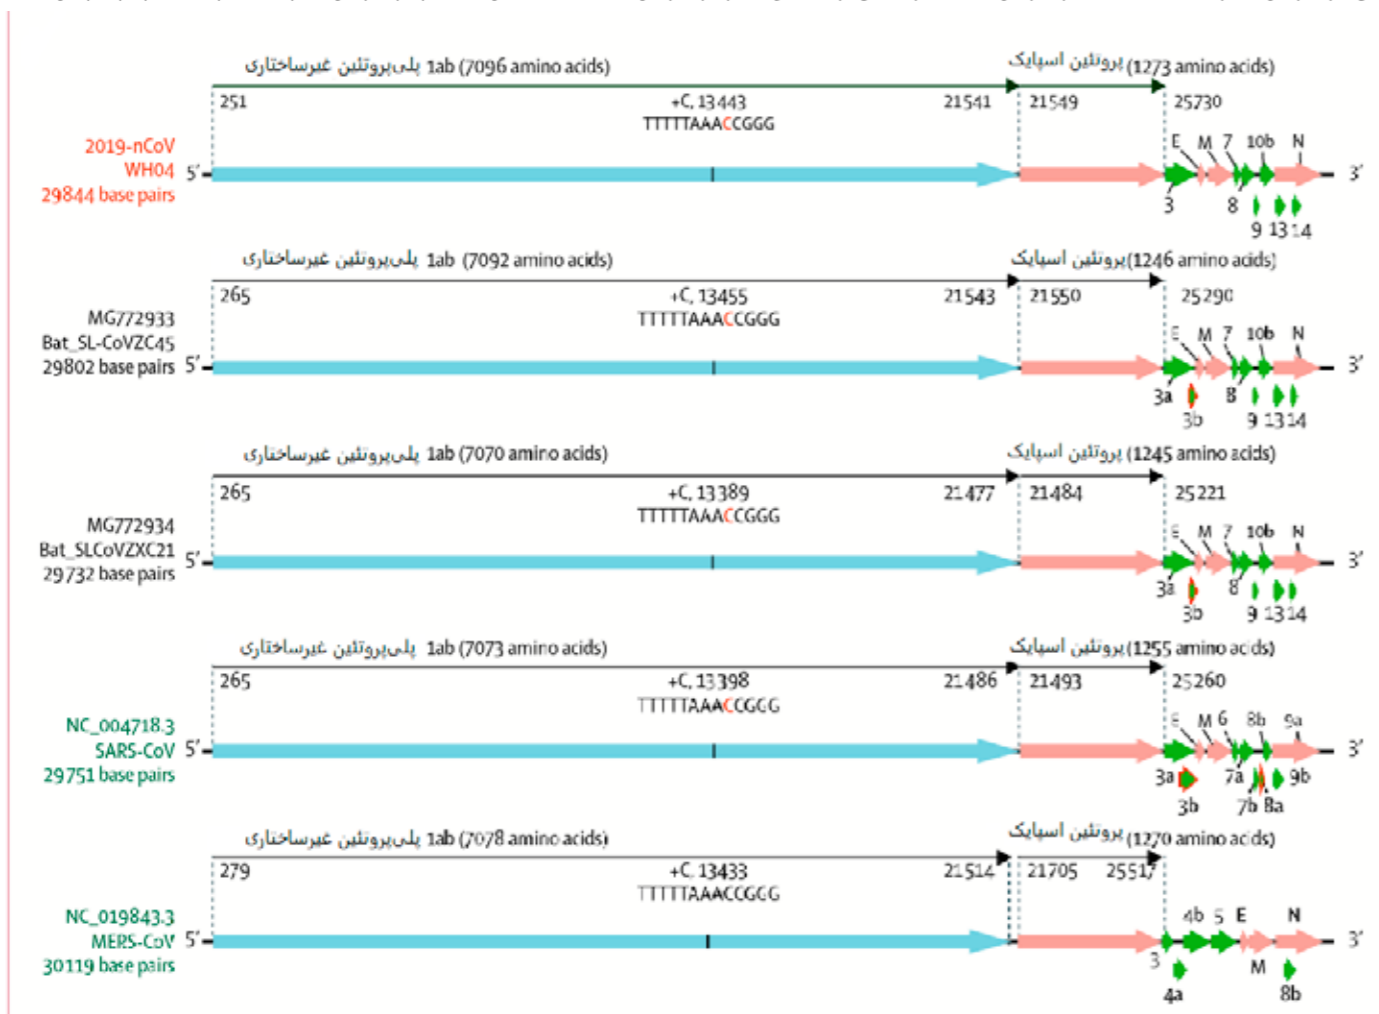 پلی‌پروتئین غیرساختاری 1ab (7096 amino acids)
پروتئین اسپایک (1273 amino acids)
251
+C, 13443
21541
21549
25730
TTTTTAAACCGGG
2019-nCoV
WH04
29844 base pairs
5′
E M 7 10b N
3′
3 8
9 13 14
پلی‌پروتئین غیرساختاری 1ab (7092 amino acids)
پروتئین اسپایک (1246 amino acids)
265
+C, 13455
21543
21550
25290
TTTTTAAACCGGG
MG772933
Bat_SL-CoVZC45
29802 base pairs
5′
E M 7 10b N
3′
3a 8
3b 9 13 14
پلی‌پروتئین غیرساختاری 1ab (7070 amino acids)
پروتئین اسپایک (1245 amino acids)
265
+C, 13389
21477
21484
25221
TTTTTAAACCGGG
MG772934
Bat_SLCoVZXC21
29732 base pairs
5′
E M 7 10b N
3′
3a 8
3b 9 13 14
پلی‌پروتئین غیرساختاری 1ab (7073 amino acids)
پروتئین اسپایک (1255 amino acids)
265
+C, 13398
21486
21493
25260
TTTTTAAACCGGG
NC_004718.3
SARS-CoV
29751 base pairs
5′
E M 6 8b 9a
3′
3a 7a 9b
3b 7b 8a
پلی‌پروتئین غیرساختاری 1ab (7078 amino acids)
پروتئین اسپایک (1270 amino acids)
279
+C, 13433
21514
21705
25517
TTTTTAAACCGGG
NC_019843.3
MERS-CoV
30119 base pairs
5′
4b 5 E N
3′
3 M
4a 8b